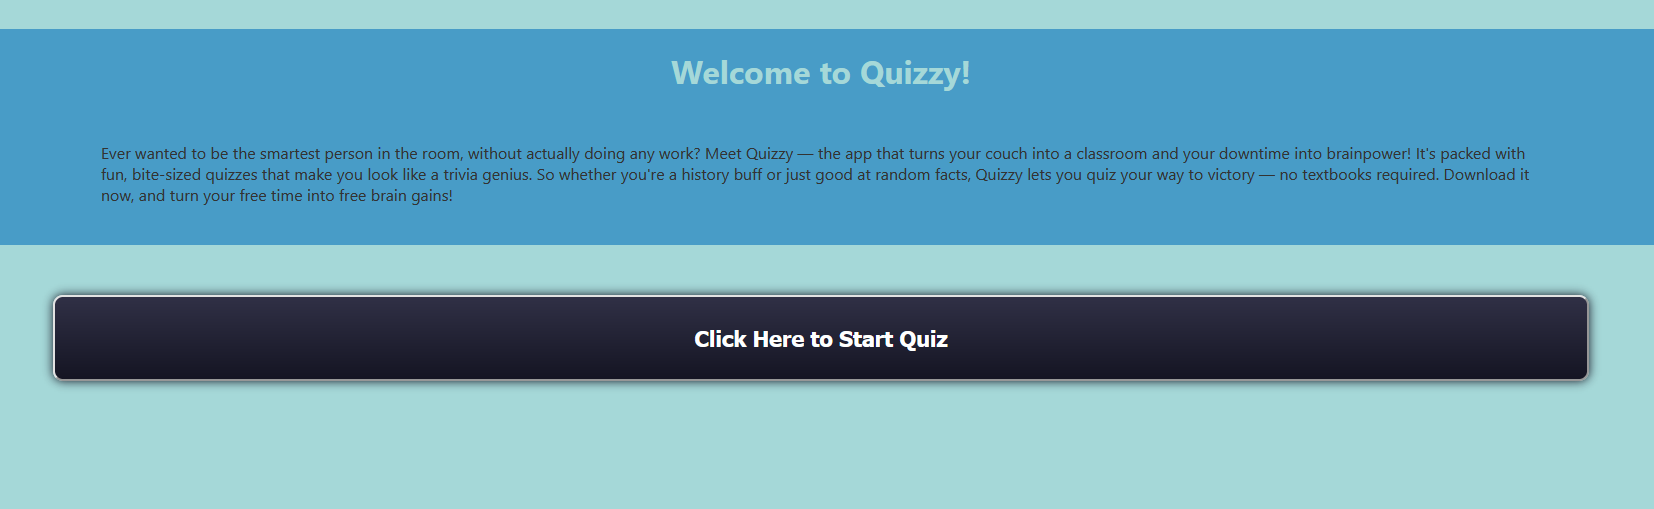 Welcome to Quizzy!
Ever wanted to be the smartest person in the room, without actually doing any work? Meet Quizzy — the app that turns your couch into a classroom and your downtime into brainpower! It's packed with
fun, bite-sized quizzes that make you look like a trivia genius. So whether you're a history buff or just good at random facts, Quizzy lets you quiz your way to victory — no textbooks required. Download it
now, and turn your free time into free brain gains!
Click Here to Start Quiz